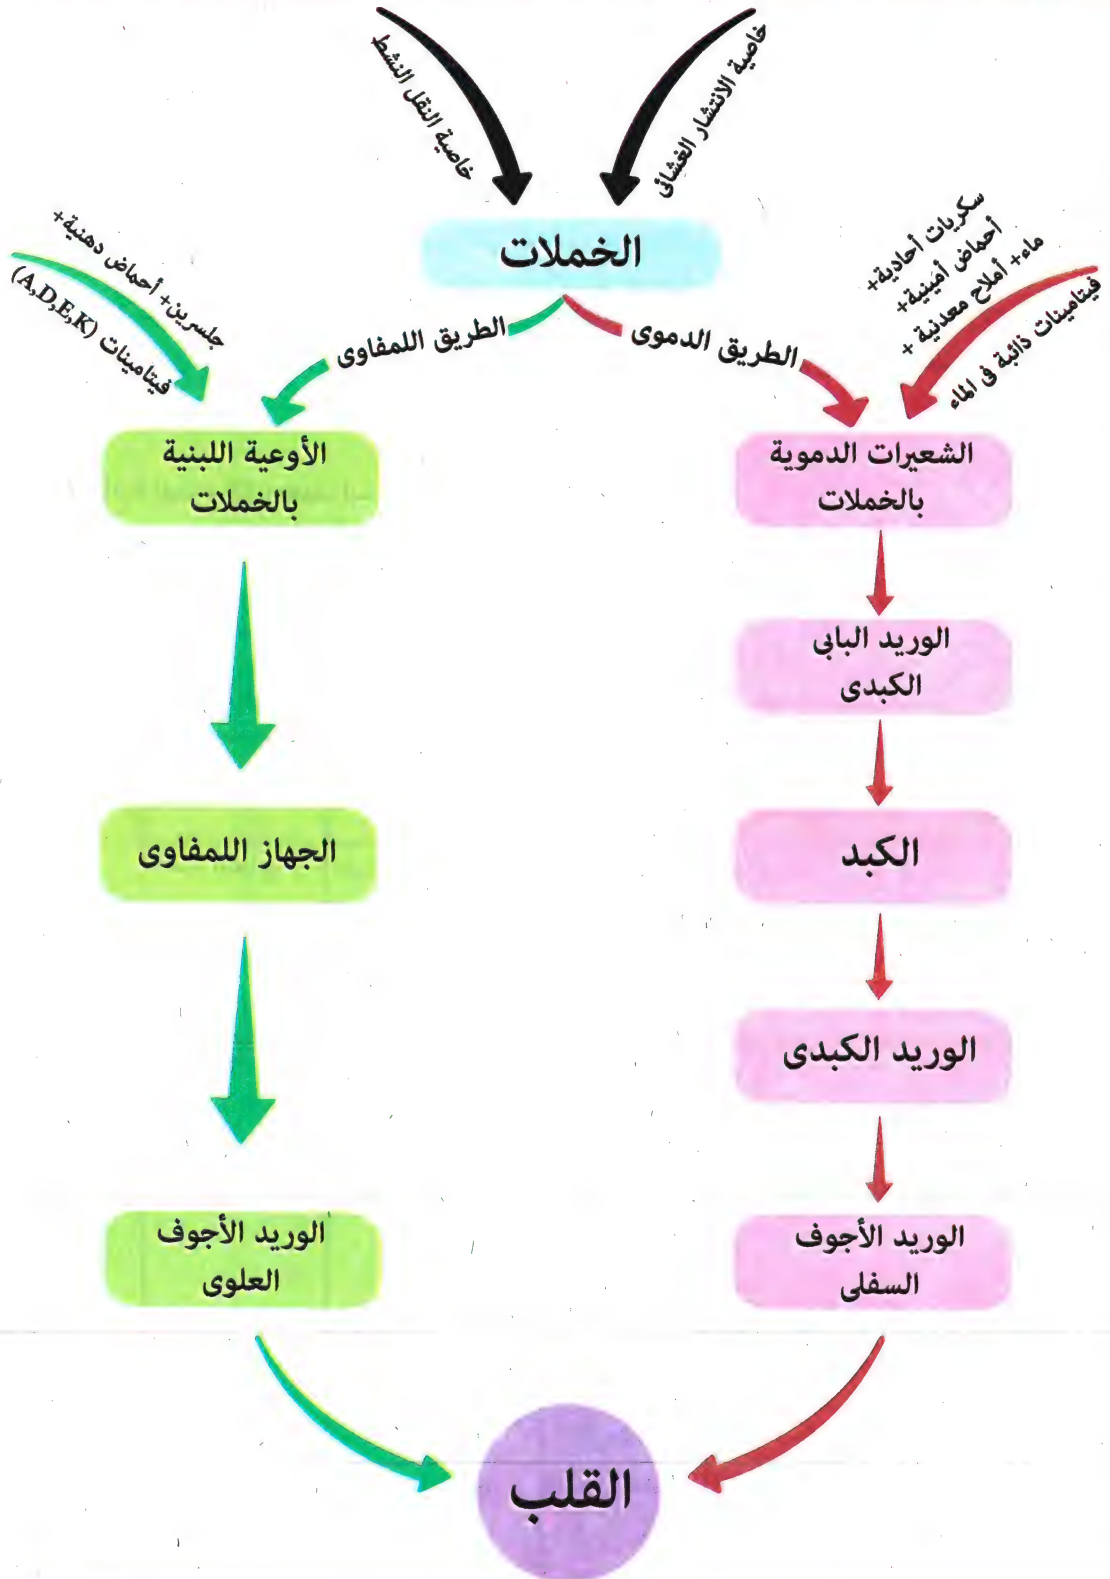 خاصية الانتشار الغشائى
خاصية النقل النشط
الخملات
سكريات أحادية+
أحماض أمينية+
ماء+ أملاح معدنية +
فيتامينات ذائبة فى الماء
جلسرين+ أحماض دهنية+
فيتامينات (A,D,E,K)
الطريق الدموى
الطريق اللمفاوى
الشعيرات الدموية
بالخملات
الوريد البابى
الكبدى
الكبد
الوريد الكبدى
الوريد الأجوف
السفلى
الأوعية اللبنية
بالخملات
الجهاز اللمفاوى
الوريد الأجوف
العلوى
القلب